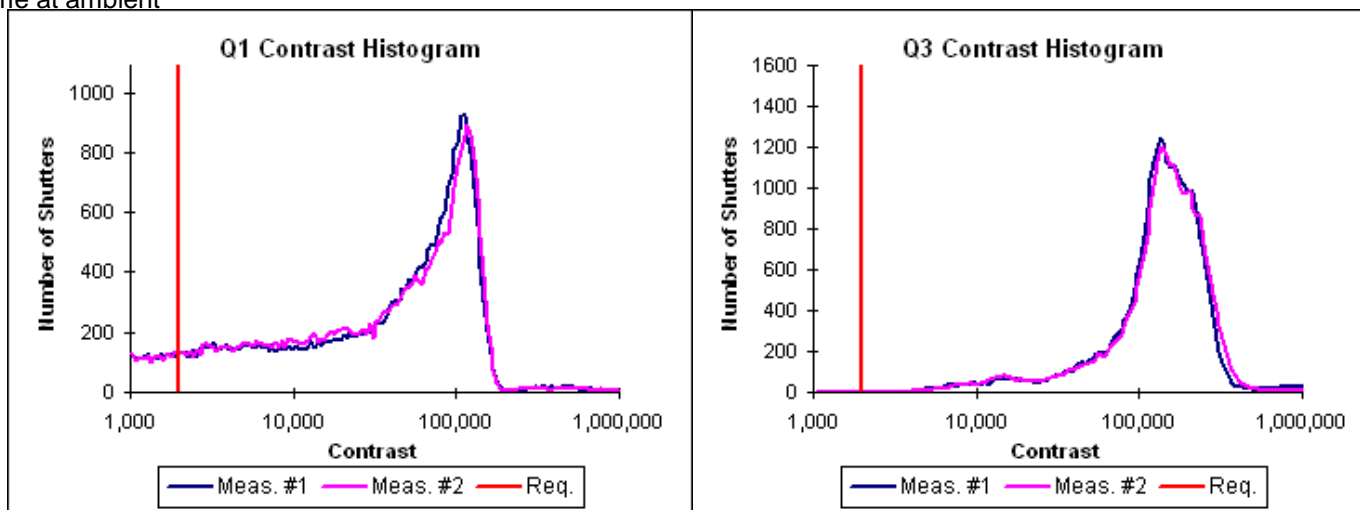 at ambient
Q1 Contrast Histogram
Number of Shutters
1000
800
600
400
200
0
1,000
10,000
100,000
1,000,000
Contrast
Meas. #1
Meas. #2
Req.
Q3 Contrast Histogram
Number of Shutters
1600
1400
1200
1000
800
600
400
200
0
1,000
10,000
100,000
1,000,000
Contrast
Meas. #1
Meas. #2
Req.